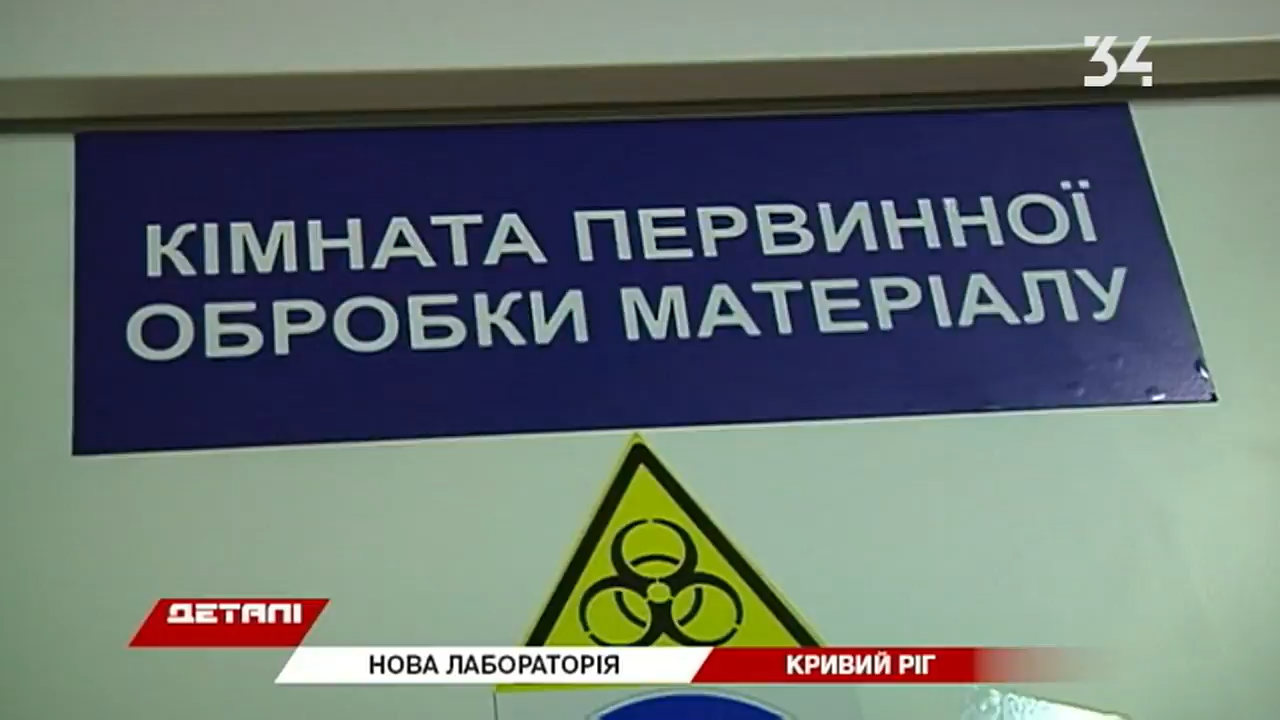 34
КІМНАТА ПЕРВИННОЇ
ОБРОБКИ МАТЕРІАЛУ
ДЕТАЛІ
НОВА ЛАБОРАТОРІЯ
КРИВИЙ РІГ